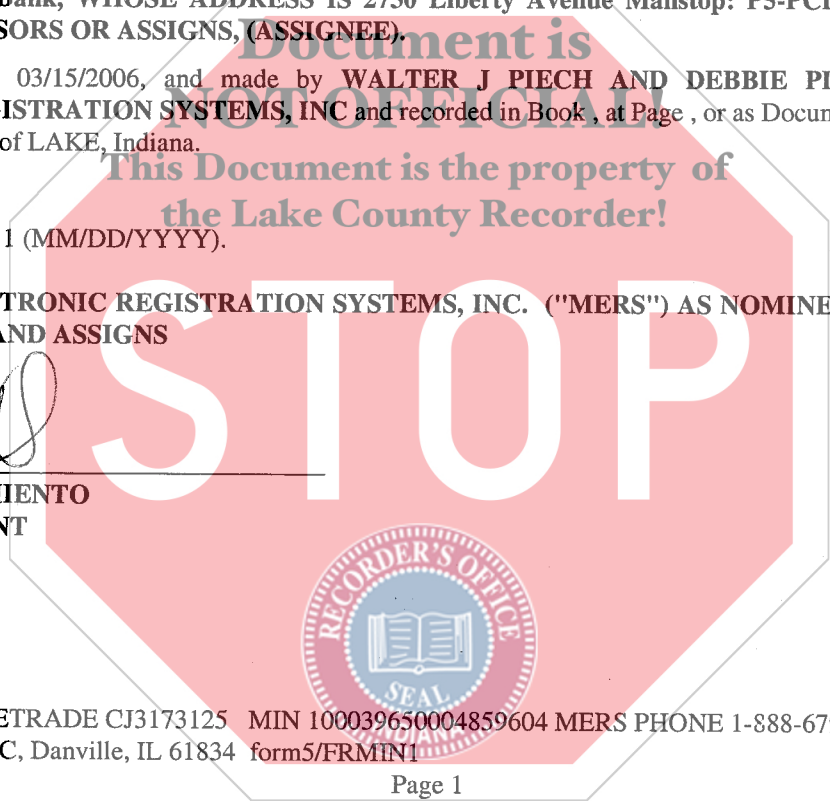 Bank, WHOSE ADDRESS IS 2730 Liberty Avenue Mailstop: P5-PCL
SORS OR ASSIGNS, (ASSIGNEE).
Document is
03/15/2006, and made by WALTER J PIECH AND DEBBIE PI
NOT OFFICIAL!
ISTRATION SYSTEMS, INC and recorded in Book , at Page , or as Docum
of LAKE, Indiana.
This Document is the property of
the Lake County Recorder!
1 (MM/DD/YYYY).
TRONIC REGISTRATION SYSTEMS, INC. ("MERS") AS NOMINE
AND ASSIGNS
STOP
IENTO
NT
RECORDER'S OFFICE
SEAL
INDIANA
ETRADE CJ3173125 MIN 100039650004859604 MERS PHONE 1-888-67
C, Danville, IL 61834 form5/FRMIN1
Page 1